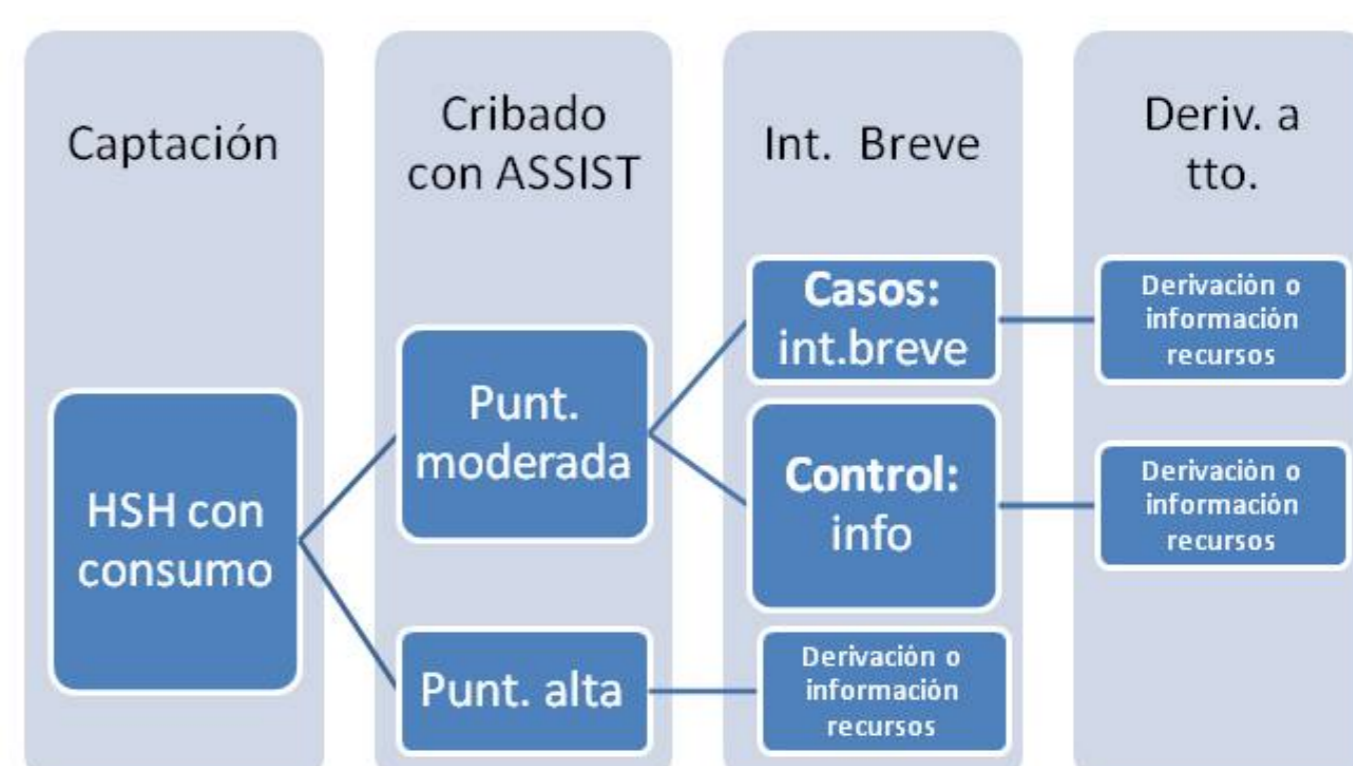 Captación
Cribado
con ASSIST
Int. Breve
Deriv. a
tto.
HSH con
consumo
Punt.
moderada
Punt. alta
Casos:
int.breve
Control:
info
Derivación o
información
recursos
Derivación o
información
recursos
Derivación o
información
recursos